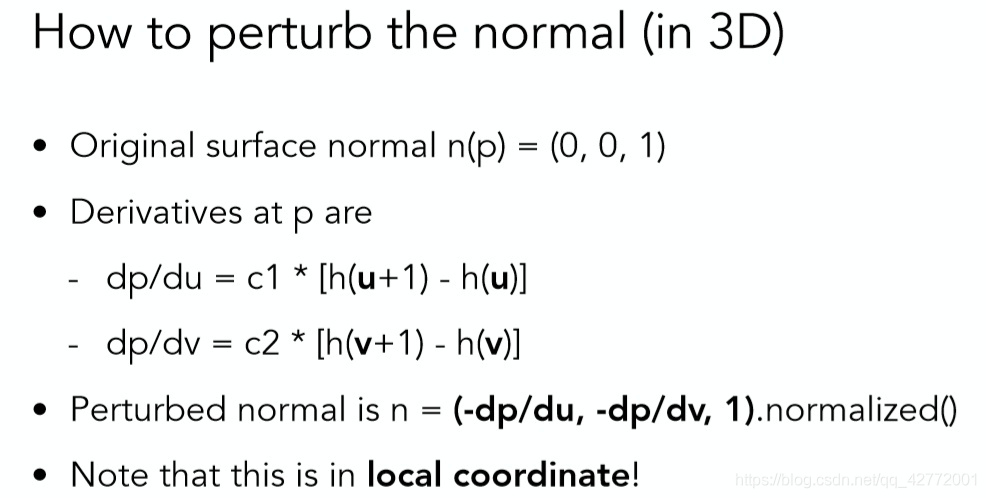 How to perturb the normal (in 3D)
• Original surface normal n(p) = (0, 0, 1)
• Derivatives at p are
- dp/du = c1 * [h(u+1) - h(u)]
- dp/dv = c2 * [h(v+1) - h(v)]
• Perturbed normal is n = (-dp/du, -dp/dv, 1).normalized()
• Note that this is in local coordinate!
https://blog.csdn.net/qq_42772001